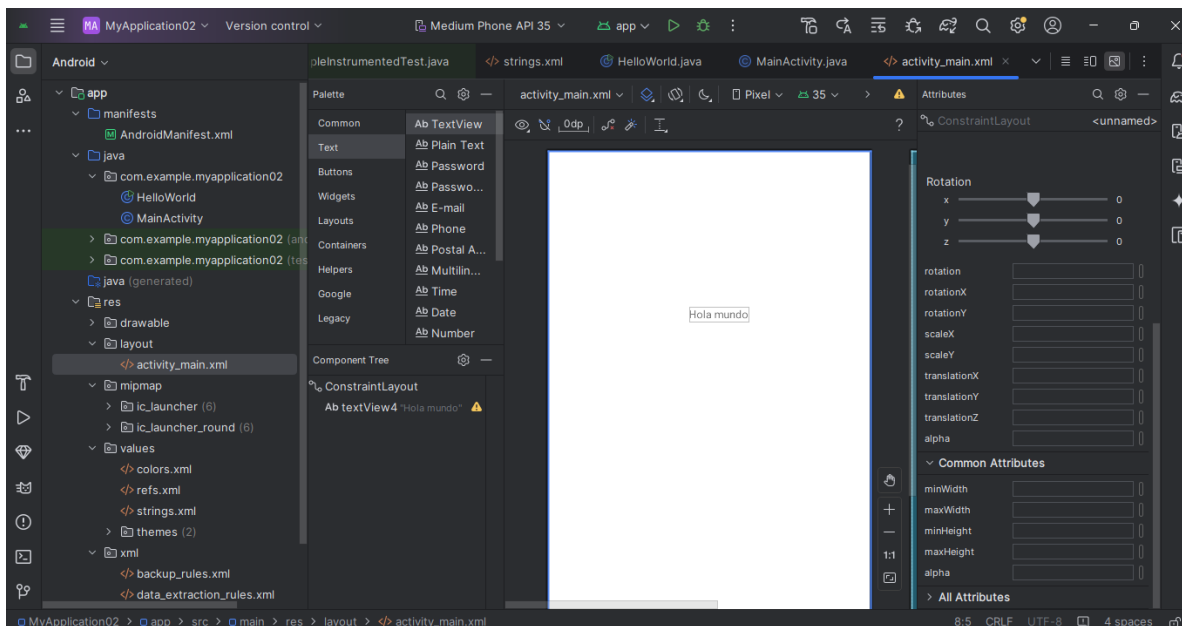 MA MyApplication02 Version control Medium Phone API 35 app
Android
pleInstrumentedTest.java strings.xml HelloWorld.java MainActivity.java activity_main.xml
app
manifests
AndroidManifest.xml
java
com.example.myapplication02
HelloWorld
MainActivity
com.example.myapplication02 (and
com.example.myapplication02 (tes
java (generated)
res
drawable
layout
activity_main.xml
mipmap
ic_launcher (6)
ic_launcher_round (6)
values
colors.xml
refs.xml
strings.xml
themes (2)
xml
backup_rules.xml
data_extraction_rules.xml
Palette
Common
Text
Buttons
Widgets
Layouts
Containers
Helpers
Google
Legacy
Ab TextView
Ab Plain Text
Ab Password
Ab Passwo...
Ab E-mail
Ab Phone
Ab Postal A...
Ab Multilin...
Ab Time
Ab Date
Ab Number
Component Tree
ConstraintLayout
Ab textView4 "Hola mundo"
activity_main.xml Pixel 35
0dp
Hola mundo
1:1
Attributes
ConstraintLayout <unnamed>
Rotation
x 0
y 0
z 0
rotation
rotationX
rotationY
scaleX
scaleY
translationX
translationY
translationZ
alpha
Common Attributes
minWidth
maxWidth
minHeight
maxHeight
alpha
All Attributes
MyApplication02 > app > src > main > res > layout > activity_main.xml 8:5 CRLF UTF-8 4 spaces